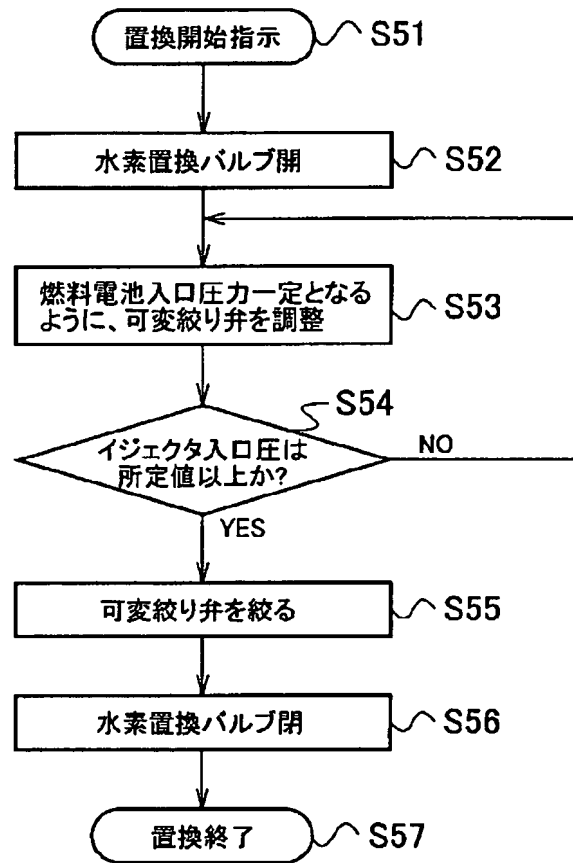 置換開始指示 S51
水素置換バルブ開 S52
燃料電池入口圧力一定となる
ように、可変絞り弁を調整 S53
S54
イジェクタ入口圧は
所定値以上か?
NO
YES
可変絞り弁を絞る S55
水素置換バルブ閉 S56
置換終了 S57